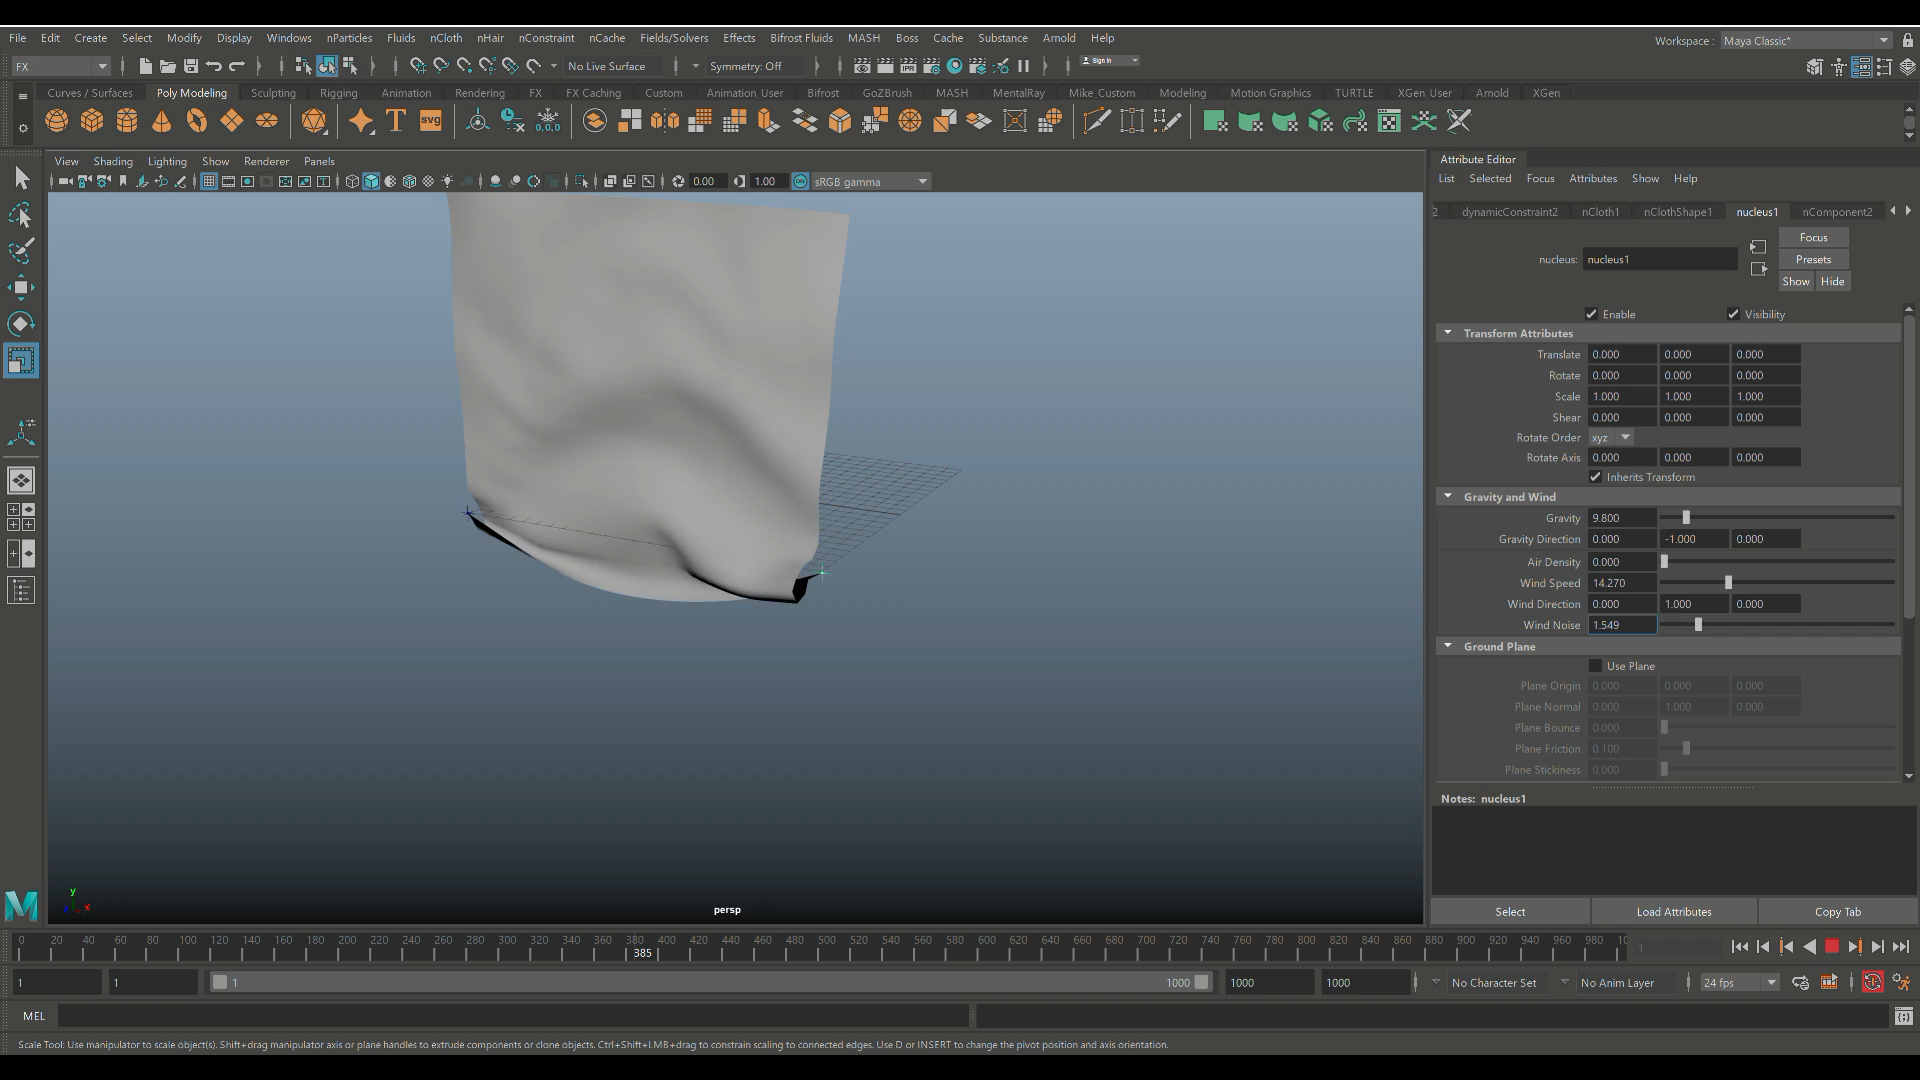 File Edit Create Select Modify Display Windows nParticles Fluids nCloth nHair nConstraint nCache Fields/Solvers Effects Bifrost Fluids MASH Boss Cache Substance Arnold Help
Workspace : Maya Classic*
FX No Live Surface Symmetry: Off Sign In
Curves / Surfaces Poly Modeling Sculpting Rigging Animation Rendering FX FX Caching Custom Animation_User Bifrost GoZBrush MASH MentalRay Mike_Custom Modeling Motion Graphics TURTLE XGen_User Arnold XGen
T SVG 0,0,0
View Shading Lighting Show Renderer Panels
0.00 1.00 ON sRGB gamma
Attribute Editor
List Selected Focus Attributes Show Help
2 dynamicConstraint2 nCloth1 nClothShape1 nucleus1 nComponent2
nucleus: nucleus1
Focus
Presets
Show Hide
Enable Visibility
Transform Attributes
Translate 0.000 0.000 0.000
Rotate 0.000 0.000 0.000
Scale 1.000 1.000 1.000
Shear 0.000 0.000 0.000
Rotate Order xyz
Rotate Axis 0.000 0.000 0.000
Inherits Transform
Gravity and Wind
Gravity 9.800
Gravity Direction 0.000 -1.000 0.000
Air Density 0.000
Wind Speed 14.270
Wind Direction 0.000 1.000 0.000
Wind Noise 1.549
Ground Plane
Use Plane
Plane Origin 0.000 0.000 0.000
Plane Normal 0.000 1.000 0.000
Plane Bounce 0.000
Plane Friction 0.100
Plane Stickiness 0.000
Notes: nucleus1
Select Load Attributes Copy Tab
y
z x
persp
0 20 40 60 80 100 120 140 160 180 200 220 240 260 280 300 320 340 360 380 400 420 440 460 480 500 520 540 560 580 600 620 640 660 680 700 720 740 760 780 800 820 840 860 880 900 920 940 960 980 10
385
1
1 1 1 1000 1000 1000 No Character Set No Anim Layer 24 fps
MEL
Scale Tool: Use manipulator to scale object(s). Shift+drag manipulator axis or plane handles to extrude components or clone objects. Ctrl+Shift+LMB+drag to constrain scaling to connected edges. Use D or INSERT to change the pivot position and axis orientation.